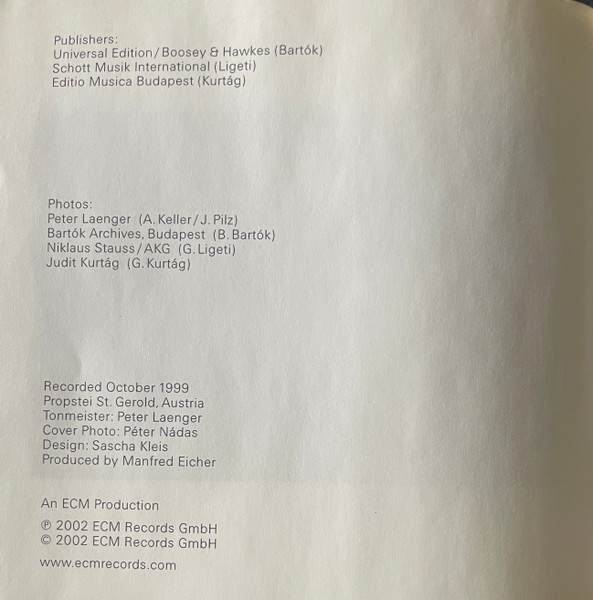 Publishers:
Universal Edition/Boosey & Hawkes (Bartók)
Schott Musik International (Ligeti)
Editio Musica Budapest (Kurtág)
Photos:
Peter Laenger (A. Keller/J. Pilz)
Bartók Archives, Budapest (B. Bartók)
Niklaus Stauss/AKG (G. Ligeti)
Judit Kurtág (G. Kurtág)
Recorded October 1999
Propstei St. Gerold, Austria
Tonmeister: Peter Laenger
Cover Photo: Péter Nádas
Design: Sascha Kleis
Produced by Manfred Eicher
An ECM Production
℗ 2002 ECM Records GmbH
© 2002 ECM Records GmbH
www.ecmrecords.com